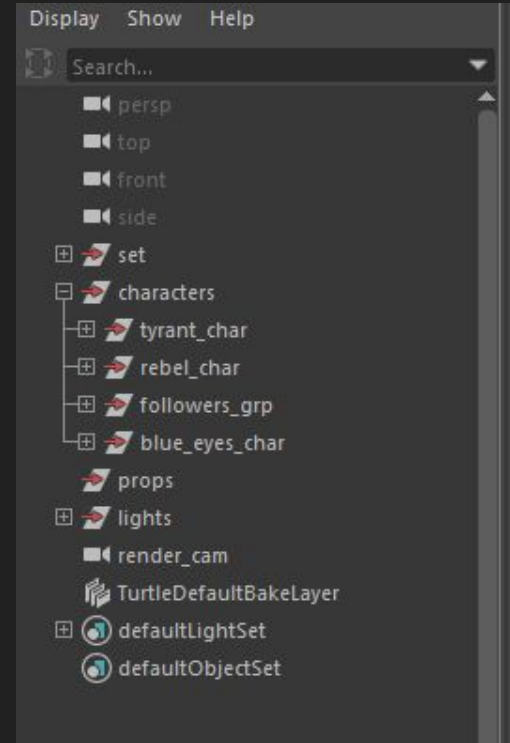 Display Show Help
Search...
persp
top
front
side
set
characters
tyrant_char
rebel_char
followers_grp
blue_eyes_char
props
lights
render_cam
TurtleDefaultBakeLayer
defaultLightSet
defaultObjectSet